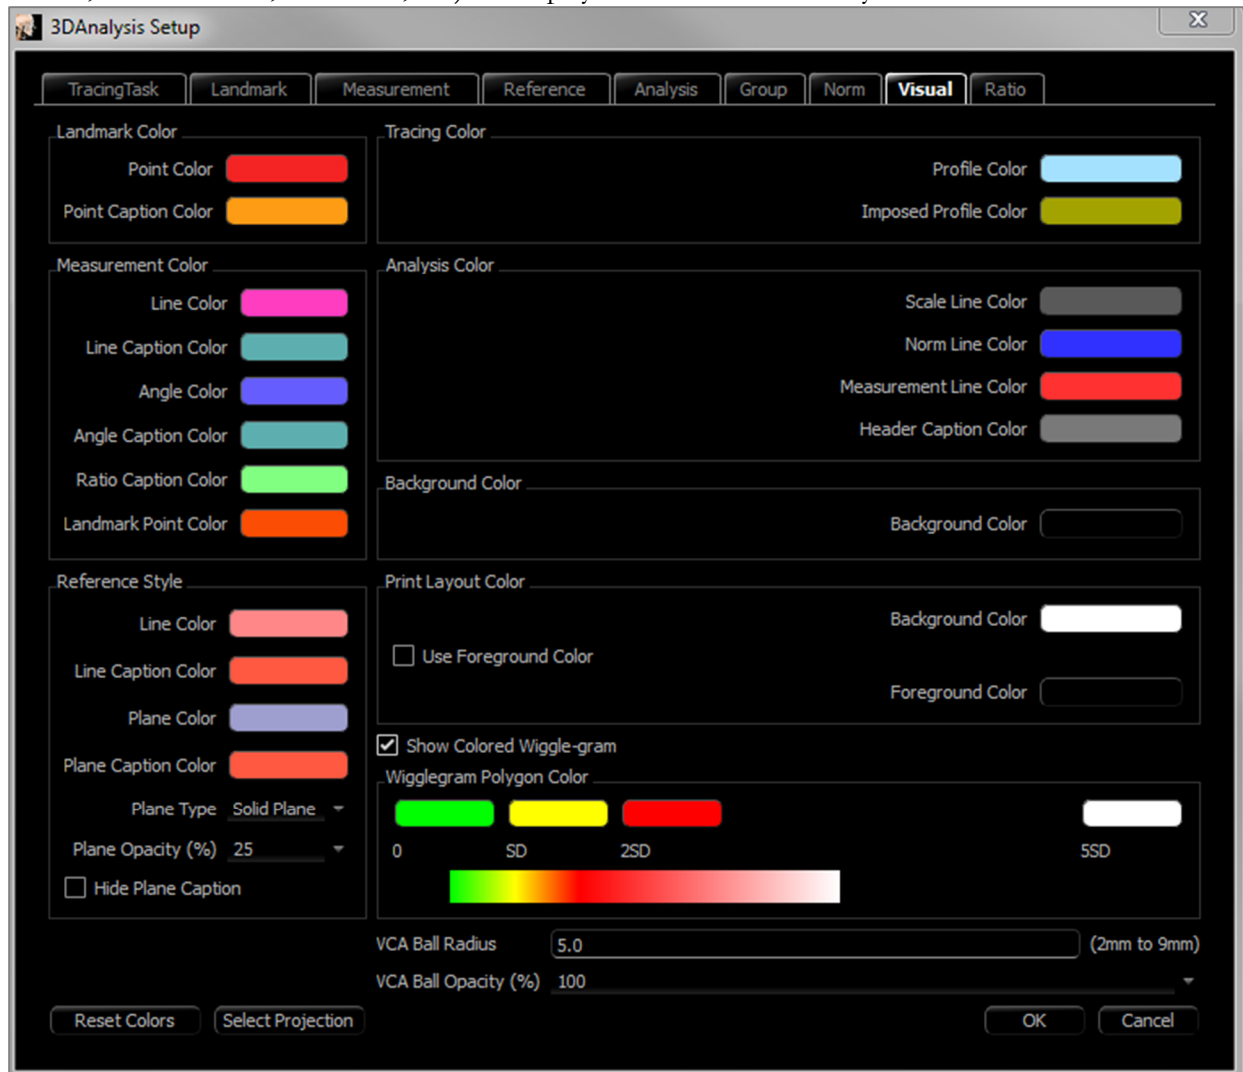 3DAnalysis Setup
TracingTask Landmark Measurement Reference Analysis Group Norm Visual Ratio
Landmark Color
Point Color
Point Caption Color
Tracing Color
Profile Color
Imposed Profile Color
Measurement Color
Line Color
Line Caption Color
Angle Color
Angle Caption Color
Ratio Caption Color
Landmark Point Color
Analysis Color
Scale Line Color
Norm Line Color
Measurement Line Color
Header Caption Color
Background Color
Background Color
Reference Style
Line Color
Line Caption Color
Plane Color
Plane Caption Color
Plane Type Solid Plane
Plane Opacity (%) 25
Hide Plane Caption
Print Layout Color
Background Color
Use Foreground Color
Foreground Color
Show Colored Wiggle-gram
Wigglegram Polygon Color
0 SD 2SD 5SD
VCA Ball Radius 5.0 (2mm to 9mm)
VCA Ball Opacity (%) 100
Reset Colors Select Projection OK Cancel